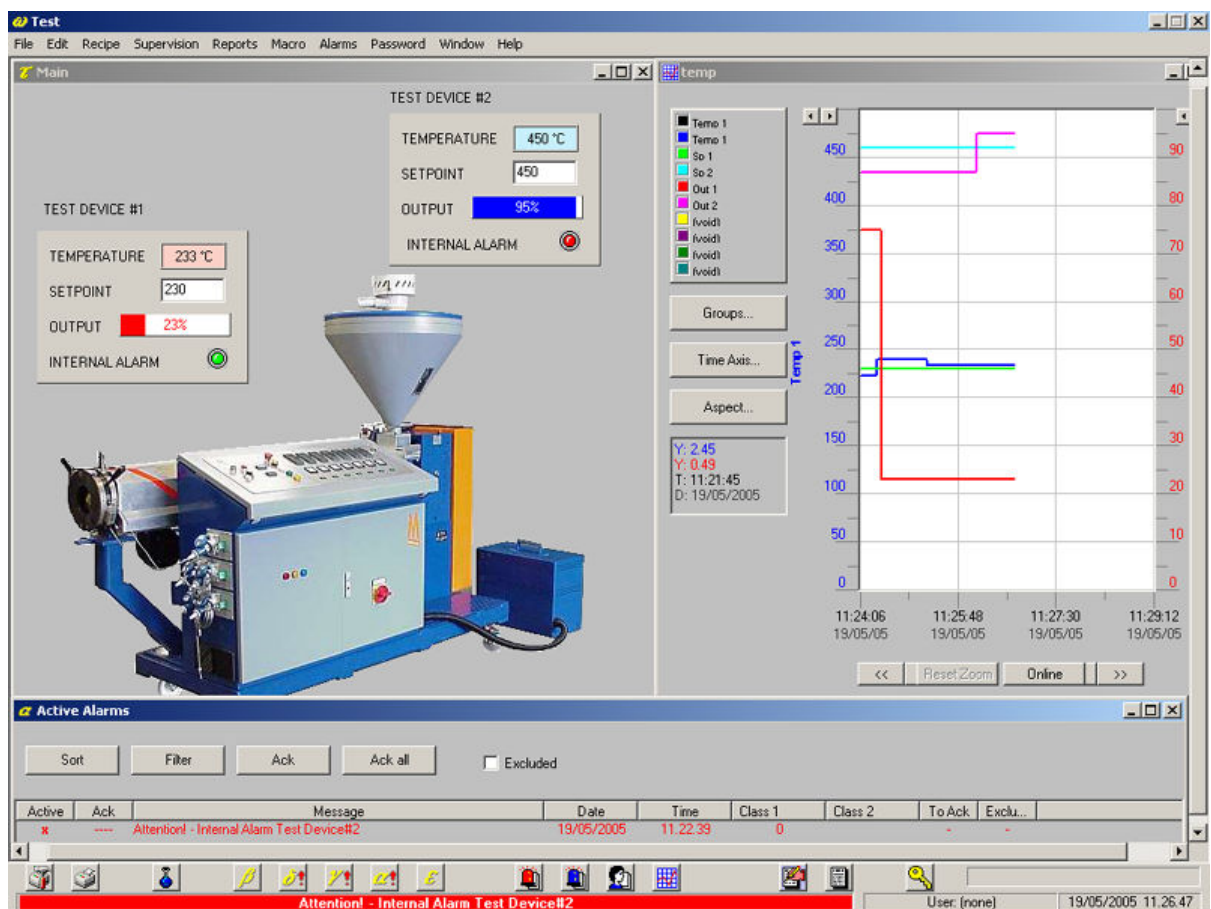 Test
File Edit Recipe Supervision Reports Macro Alarms Password Window Help
Main
TEST DEVICE #2
TEMPERATURE 450 °C
SETPOINT 450
OUTPUT 95%
INTERNAL ALARM
TEST DEVICE #1
TEMPERATURE 233 °C
SETPOINT 230
OUTPUT 23%
INTERNAL ALARM
temp
Temp 1
Temp 1
Sp 1
Sp 2
Out 1
Out 2
(void)
(void)
(void)
(void)
Groups...
Time Axis...
Aspect...
Y: 2.45
Y: 0.49
T: 11:21:45
D: 19/05/2005
Temp 1
450 90
400 80
350 70
300 60
250 50
200 40
150 30
100 20
50 10
0 0
11:24:06 11:25:48 11:27:30 11:29:12
19/05/05 19/05/05 19/05/05 19/05/05
<< Reset Zoom Online >>
Active Alarms
Sort Filter Ack Ack all Excluded
Active Ack Message Date Time Class 1 Class 2 To Ack Exclu...
x ---- Attention! - Internal Alarm Test Device#2 19/05/2005 11.22.39 0 - -
β δ γ α ε
Attention! - Internal Alarm Test Device#2 User: (none) 19/05/2005 11.26.47